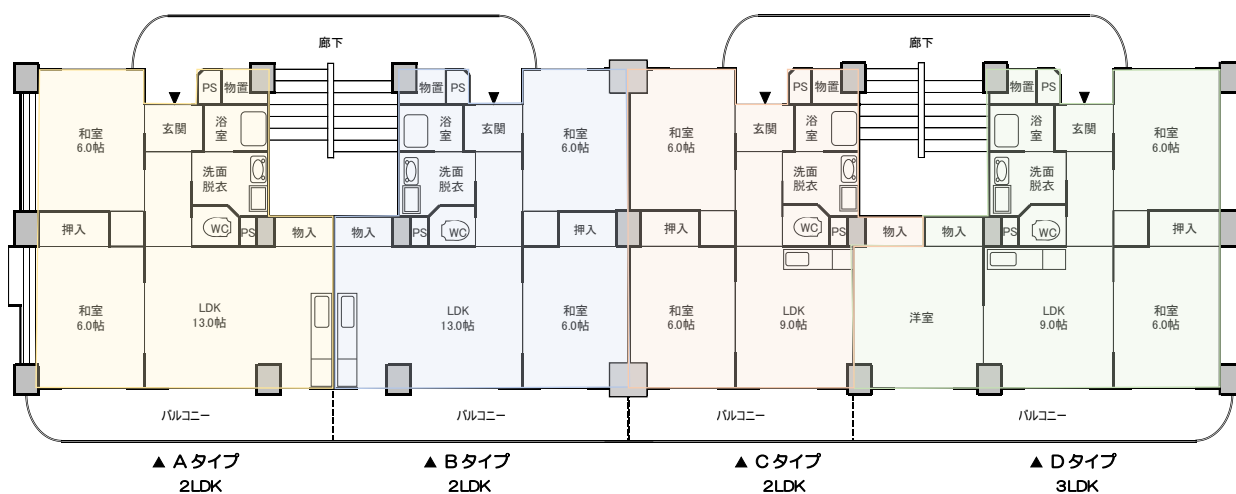 廊下
廊下
PS
物置
物置
PS
PS
物置
物置
PS
和室
6.0帖
玄関
浴室
浴室
玄関
和室
6.0帖
和室
6.0帖
玄関
浴室
浴室
玄関
和室
6.0帖
洗面
脱衣
洗面
脱衣
洗面
脱衣
洗面
脱衣
押入
WC
PS
物入
物入
PS
WC
押入
押入
WC
PS
物入
物入
PS
WC
押入
和室
6.0帖
LDK
13.0帖
LDK
13.0帖
和室
6.0帖
和室
6.0帖
LDK
9.0帖
洋室
LDK
9.0帖
和室
6.0帖
バルコニー
バルコニー
バルコニー
バルコニー
▲ Aタイプ
2LDK
▲ Bタイプ
2LDK
▲ Cタイプ
2LDK
▲ Dタイプ
3LDK